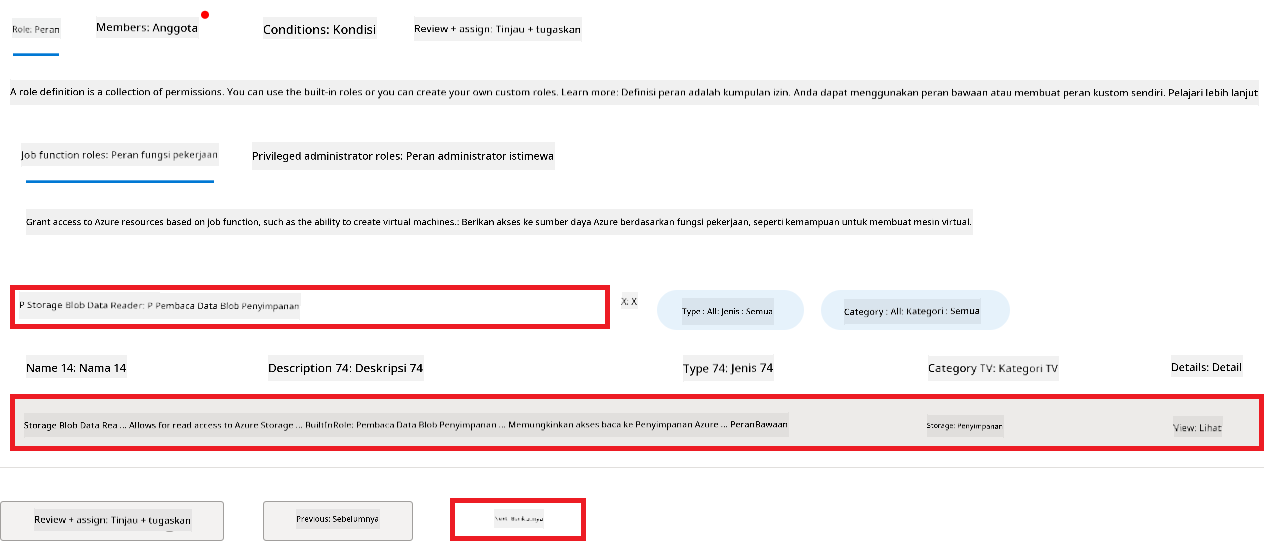 Role: Peran
Members: Anggota
Conditions: Kondisi
Review + assign: Tinjau + tugaskan
A role definition is a collection of permissions. You can use the built-in roles or you can create your own custom roles. Learn more: Definisi peran adalah kumpulan izin. Anda dapat menggunakan peran bawaan atau membuat peran kustom sendiri. Pelajari lebih lanjut
Job function roles: Peran fungsi pekerjaan
Privileged administrator roles: Peran administrator istimewa
Grant access to Azure resources based on job function, such as the ability to create virtual machines.: Berikan akses ke sumber daya Azure berdasarkan fungsi pekerjaan, seperti kemampuan untuk membuat mesin virtual.
P Storage Blob Data Reader: P Pembaca Data Blob Penyimpanan
X: X
Type : All: Jenis : Semua
Category : All: Kategori : Semua
Name 14: Nama 14
Description 74: Deskripsi 74
Type 74: Jenis 74
Category TV: Kategori TV
Details: Detail
Storage Blob Data Rea ... Allows for read access to Azure Storage ... BuiltInRole: Pembaca Data Blob Penyimpanan ... Memungkinkan akses baca ke Penyimpanan Azure ... PeranBawaan
Storage: Penyimpanan
View: Lihat
Review + assign: Tinjau + tugaskan
Previous: Sebelumnya
Next: Berikutnya